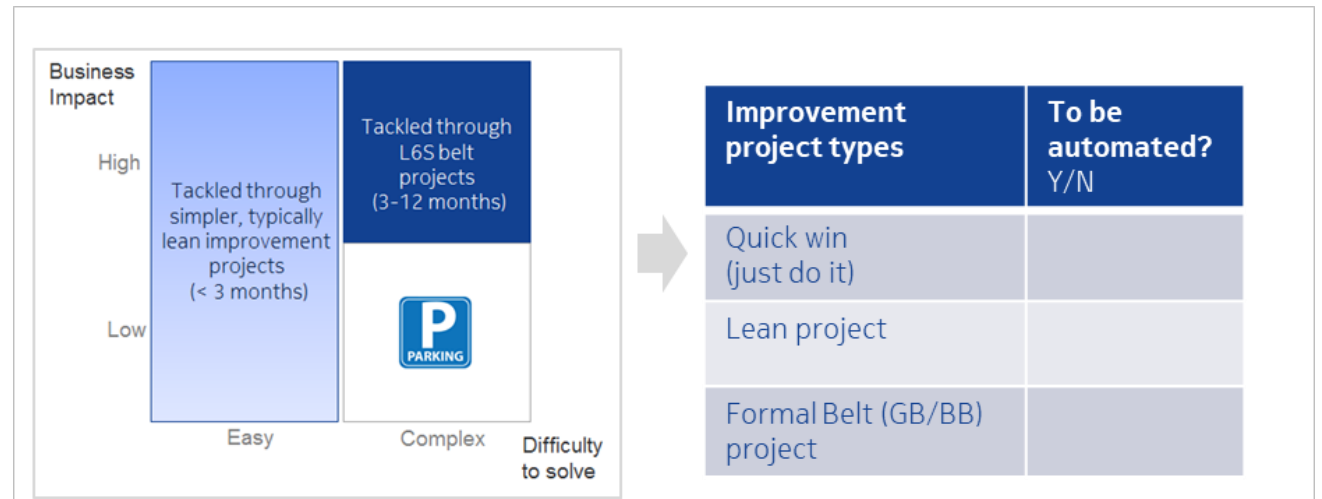 Business
Impact
High
Low
Tackled through
simpler, typically
lean improvement
projects
(< 3 months)
Tackled through
L6S belt
projects
(3-12 months)
P
PARKING
Easy
Complex
Difficulty
to solve
Improvement
project types
To be
automated?
Y/N
Quick win
(just do it)
Lean project
Formal Belt (GB/BB)
project